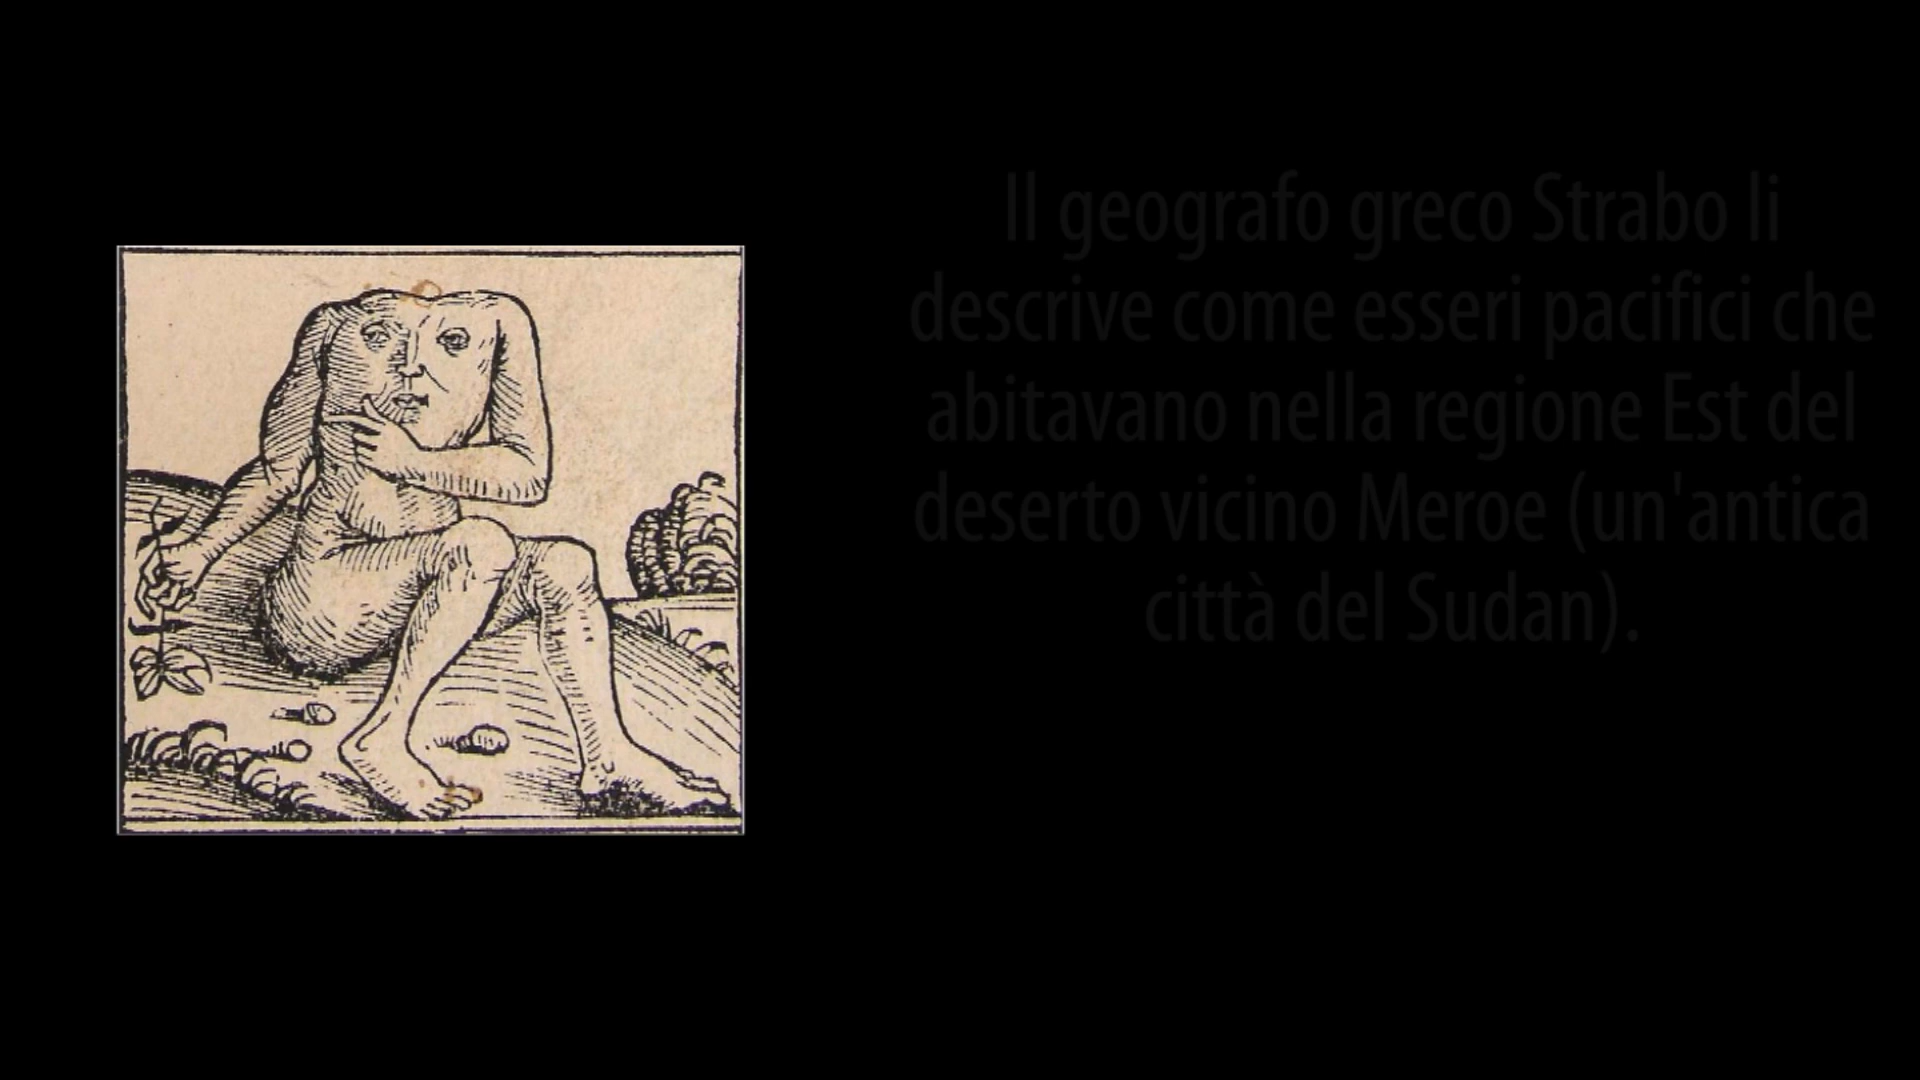 Il geografo greco Strabo li
descrive come esseri pacifici che
abitavano nella regione Est del
deserto vicino Meroe (un'antica
città del Sudan).